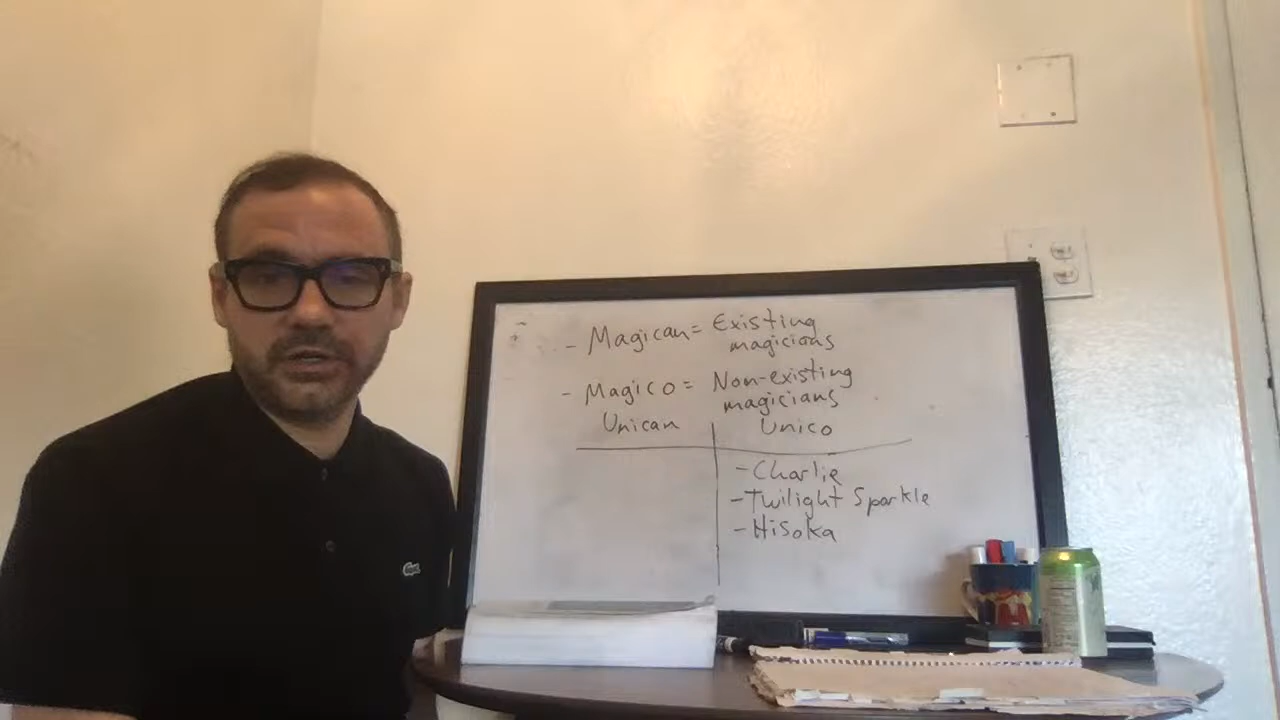 - Magican = Existing
magicians
- Magico = Non-existing
magicians
Unican Unico
- Charlie
- Twilight Sparkle
- Hisoka